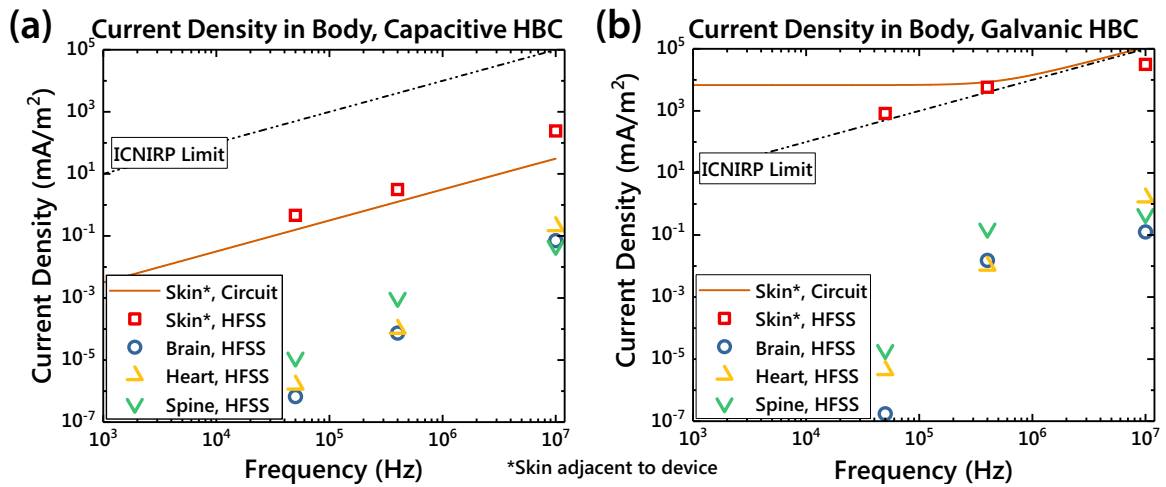 (a)
Current Density in Body, Capacitive HBC
Current Density (mA/m²)
10⁵
10³
10¹
10⁻¹
10⁻³
10⁻⁵
10⁻⁷
ICNIRP Limit
Skin*, Circuit
Skin*, HFSS
Brain, HFSS
Heart, HFSS
Spine, HFSS
10³ 10⁴ 10⁵ 10⁶ 10⁷
Frequency (Hz)
(b)
Current Density in Body, Galvanic HBC
Current Density (mA/m²)
10⁵
10³
10¹
10⁻¹
10⁻³
10⁻⁵
10⁻⁷
ICNIRP Limit
Skin*, Circuit
Skin*, HFSS
Brain, HFSS
Heart, HFSS
Spine, HFSS
10³ 10⁴ 10⁵ 10⁶ 10⁷
Frequency (Hz)
*Skin adjacent to device